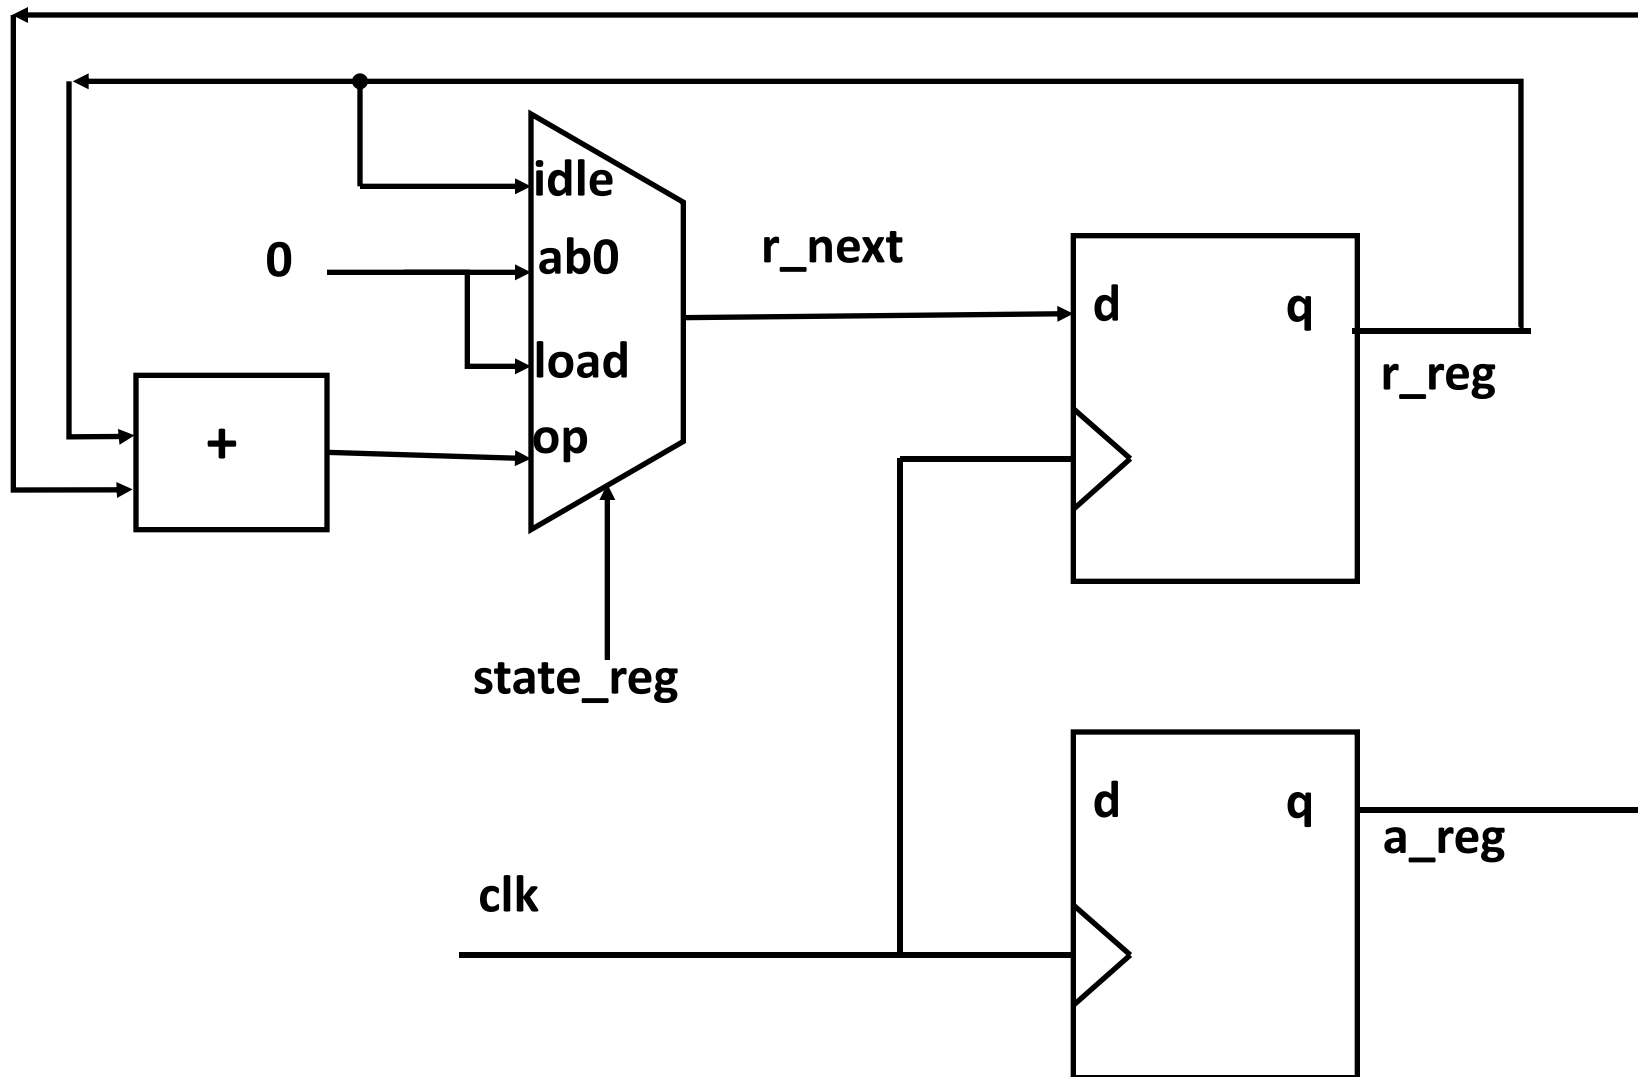 idle
0
ab0
r_next
load
d
q
r_reg
+
op
state_reg
d
q
a_reg
clk